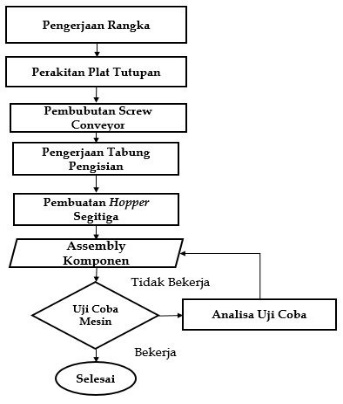 Pengerjaan Rangka
Perakitan Plat Tutupan
Pembubutan Screw
Conveyor
Pengerjaan Tabung
Pengisian
Pembuatan Hopper
Segitiga
Assembly
Komponen
Tidak Bekerja
Uji Coba
Mesin
Analisa Uji Coba
Bekerja
Selesai